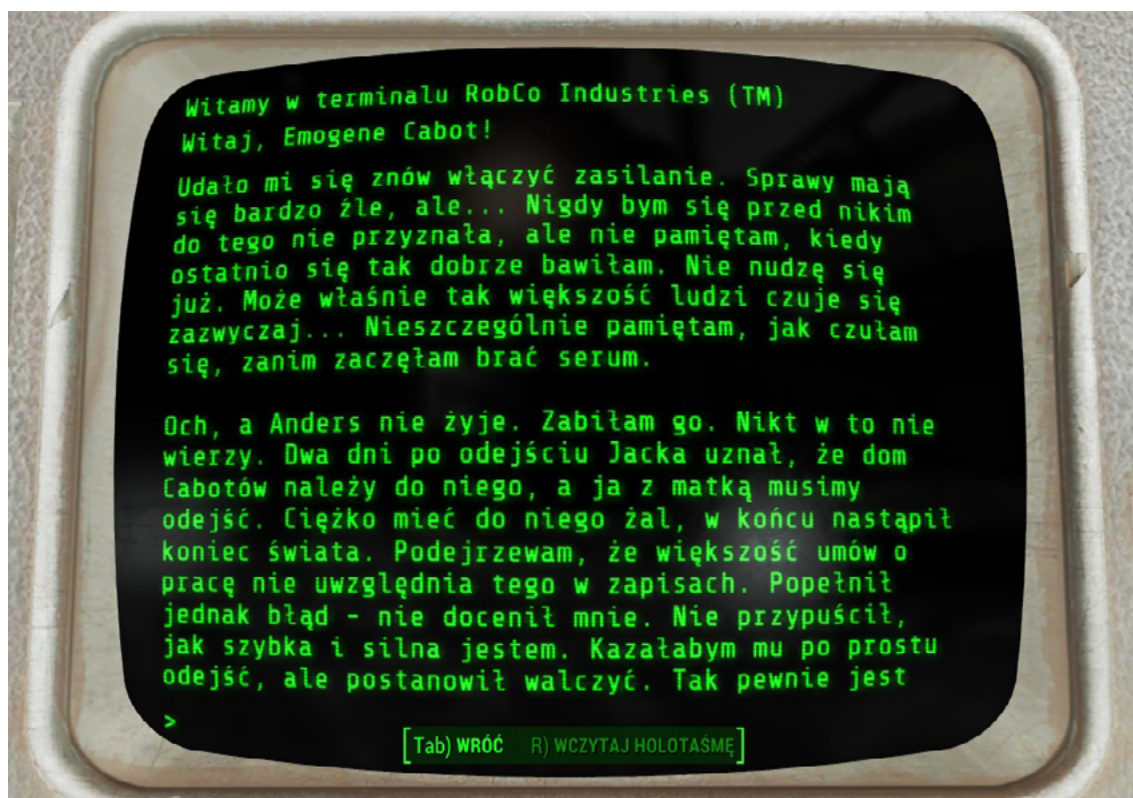 Witamy w terminalu RobCo Industries (TM)
Witaj, Emogene Cabot!
Udało mi się znów włączyć zasilanie. Sprawy mają
się bardzo źle, ale... Nigdy bym się przed nikim
do tego nie przyznała, ale nie pamiętam, kiedy
ostatnio się tak dobrze bawiłam. Nie nudzę się
już. Może właśnie tak większość ludzi czuje się
zazwyczaj... Nieszczególnie pamiętam, jak czułam
się, zanim zaczęłam brać serum.
Och, a Anders nie żyje. Zabiłam go. Nikt w to nie
wierzy. Dwa dni po odejściu Jacka uznał, że dom
Cabotów należy do niego, a ja z matką musimy
odejść. Ciężko mieć do niego żal, w końcu nastąpił
koniec świata. Podejrzewam, że większość umów o
pracę nie uwzględnia tego w zapisach. Popełnił
jednak błąd - nie docenił mnie. Nie przypuścił,
jak szybka i silna jestem. Kazałabym mu po prostu
odejść, ale postanowił walczyć. Tak pewnie jest
>
Tab) WRÓĆ R) WCZYTAJ HOLOTAŚMĘ